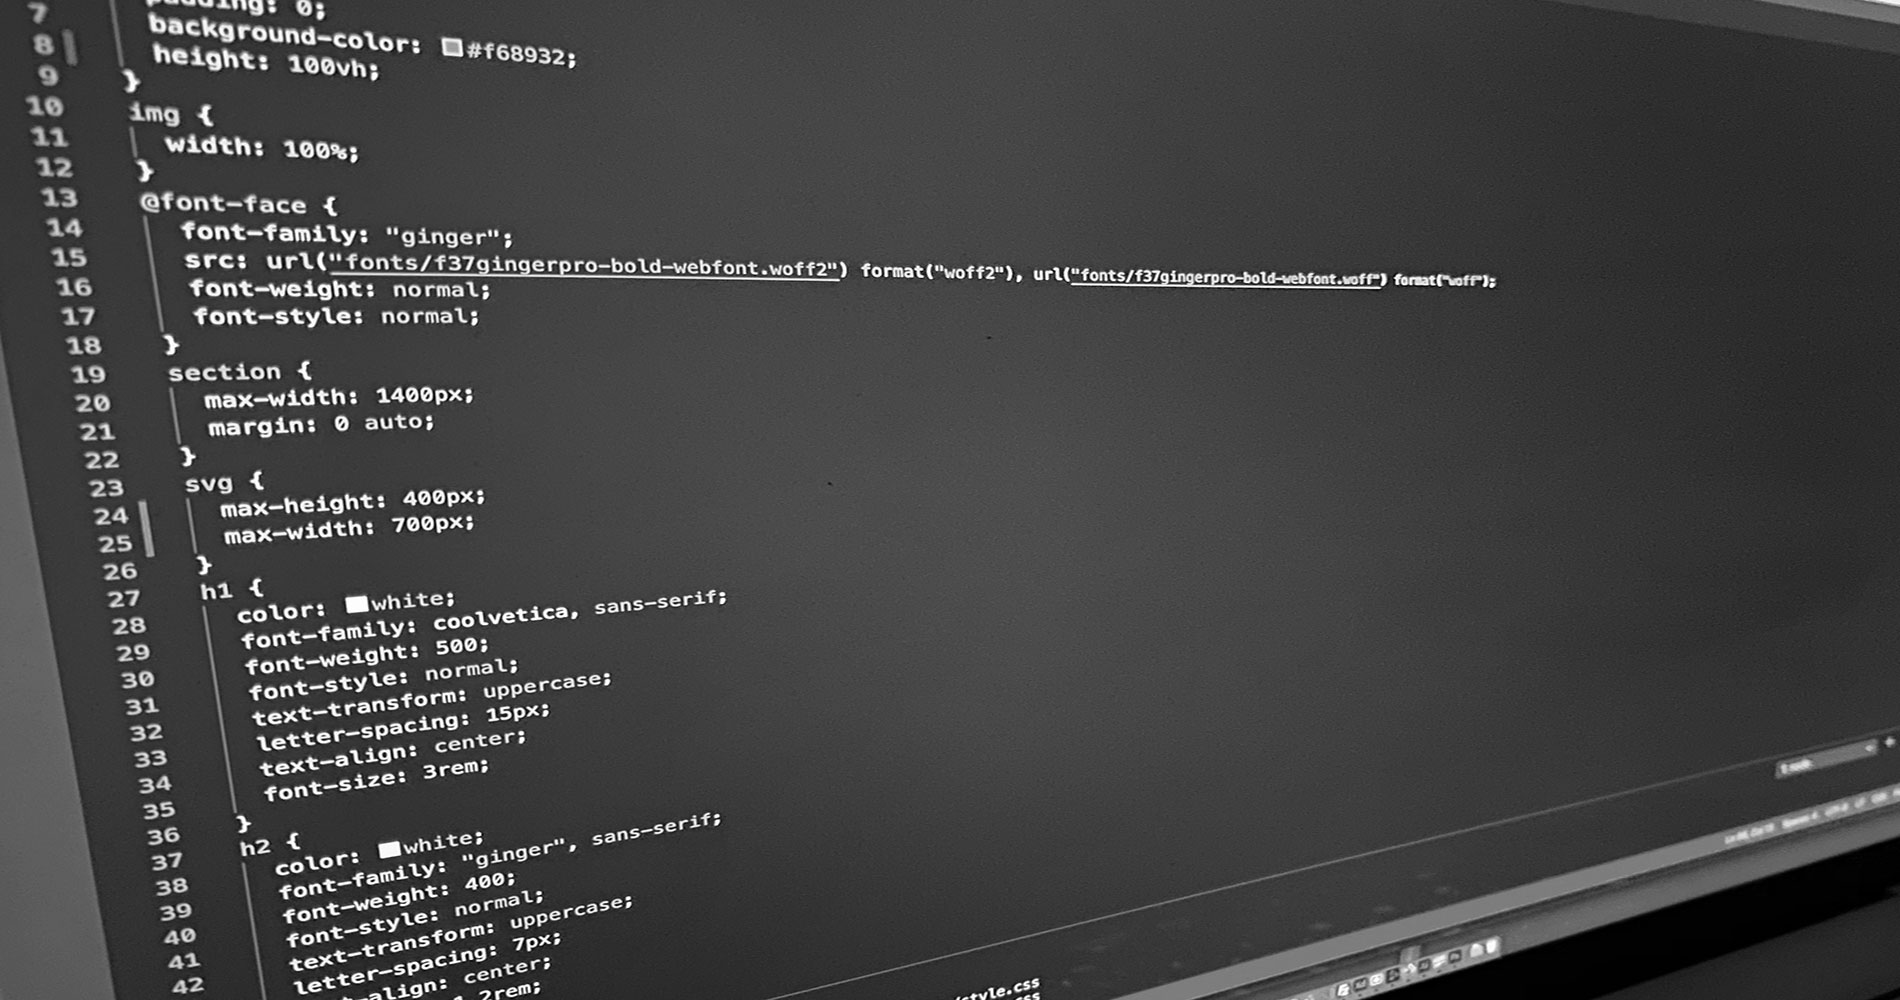 7 padding: 0;
8 background-color: #f68932;
9 height: 100vh;
10 }
11 img {
12 width: 100%;
13 }
14 @font-face {
15 font-family: "ginger";
16 src: url("fonts/f37gingerpro-bold-webfont.woff2") format("woff2"), url("fonts/f37gingerpro-bold-webfont.woff") format("woff");
17 font-weight: normal;
18 font-style: normal;
19 }
20 section {
21 max-width: 1400px;
22 margin: 0 auto;
23 }
24 svg {
25 max-height: 400px;
26 max-width: 700px;
27 }
28 h1 {
29 color: white;
30 font-family: coolvetica, sans-serif;
31 font-weight: 500;
32 font-style: normal;
33 text-transform: uppercase;
34 letter-spacing: 15px;
35 text-align: center;
36 font-size: 3rem;
37 }
38 h2 {
39 color: white;
40 font-family: "ginger", sans-serif;
41 font-weight: 400;
42 font-style: normal;
text-transform: uppercase;
letter-spacing: 7px;
align: center;
2rem;
/style.css
css